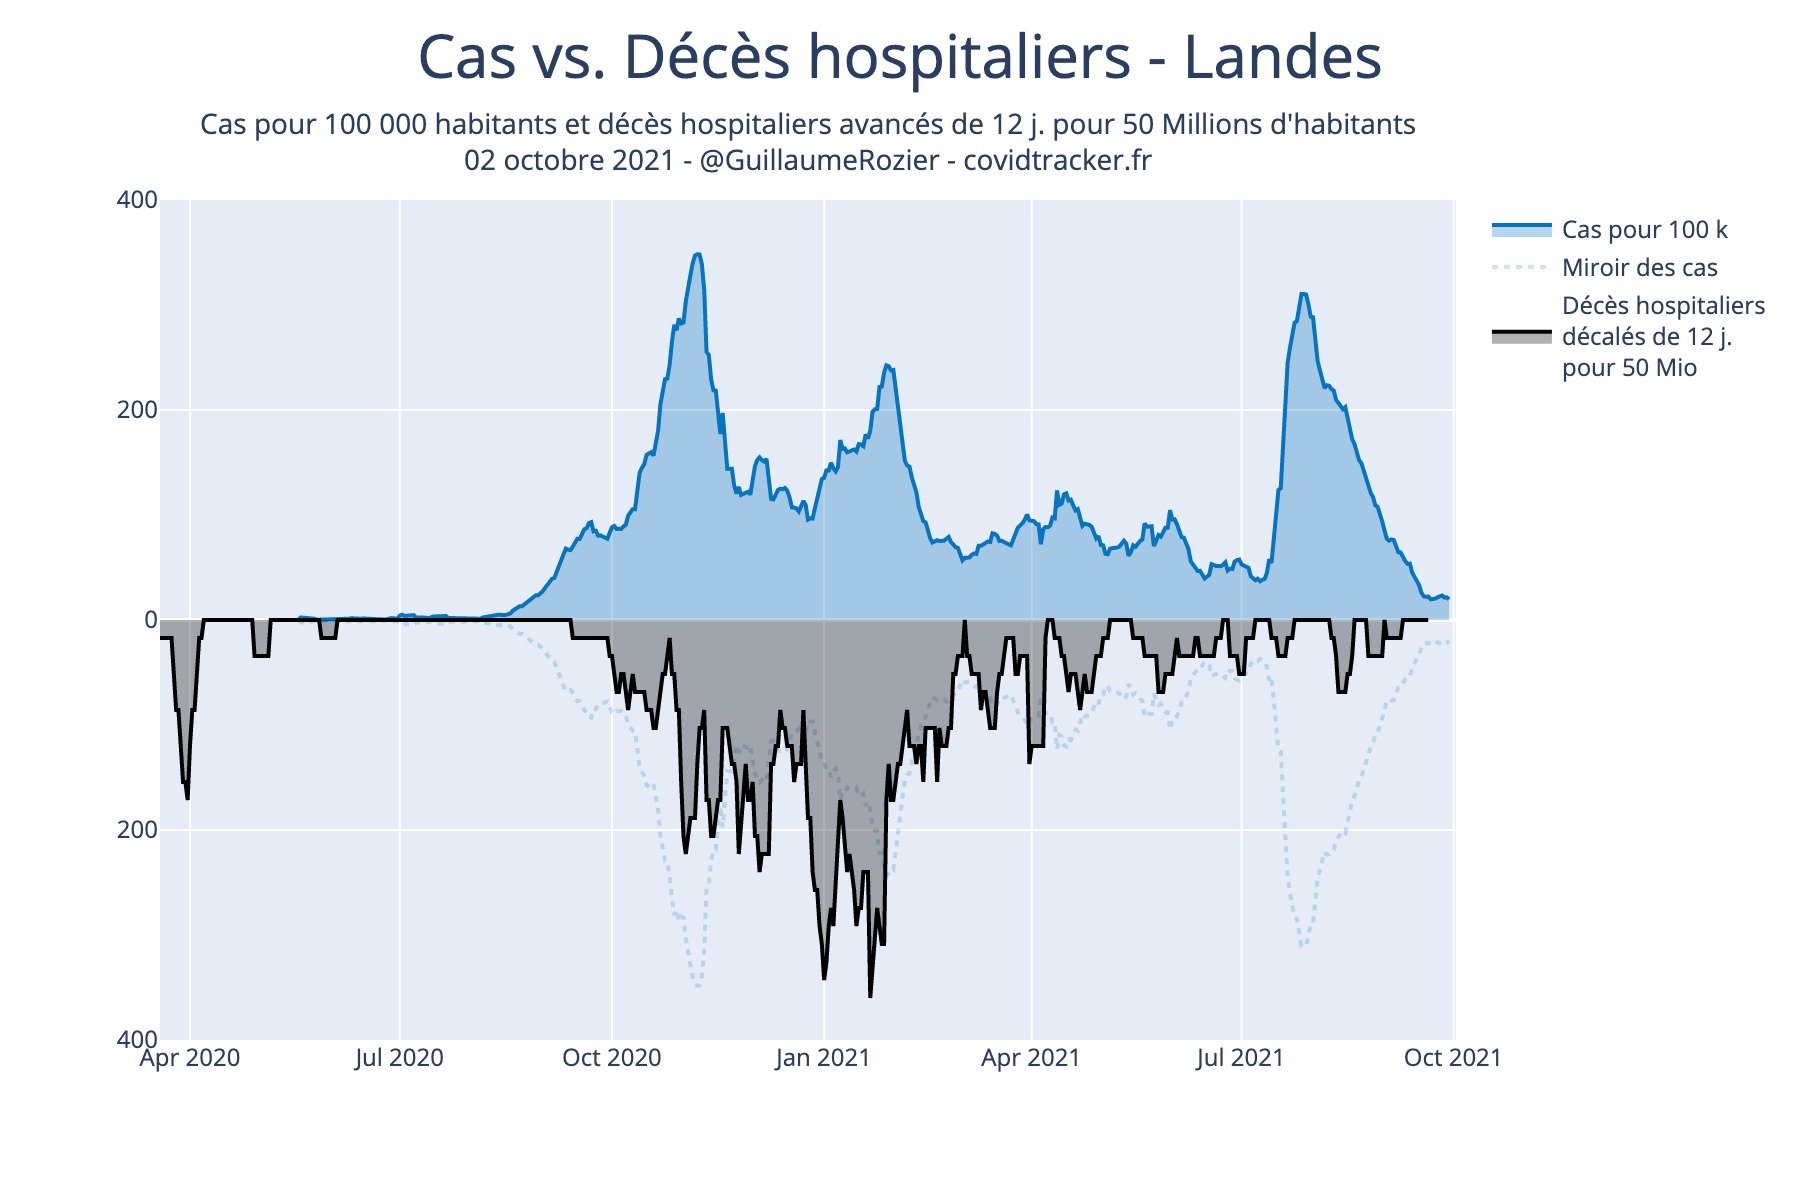 Cas vs. Décès hospitaliers - Landes
Cas pour 100 000 habitants et décès hospitaliers avancés de 12 j. pour 50 Millions d'habitants
02 octobre 2021 - @GuillaumeRozier - covidtracker.fr
400
200
0
200
400
Apr 2020
Jul 2020
Oct 2020
Jan 2021
Apr 2021
Jul 2021
Oct 2021
Cas pour 100 k
Miroir des cas
Décès hospitaliers
décalés de 12 j.
pour 50 Mio